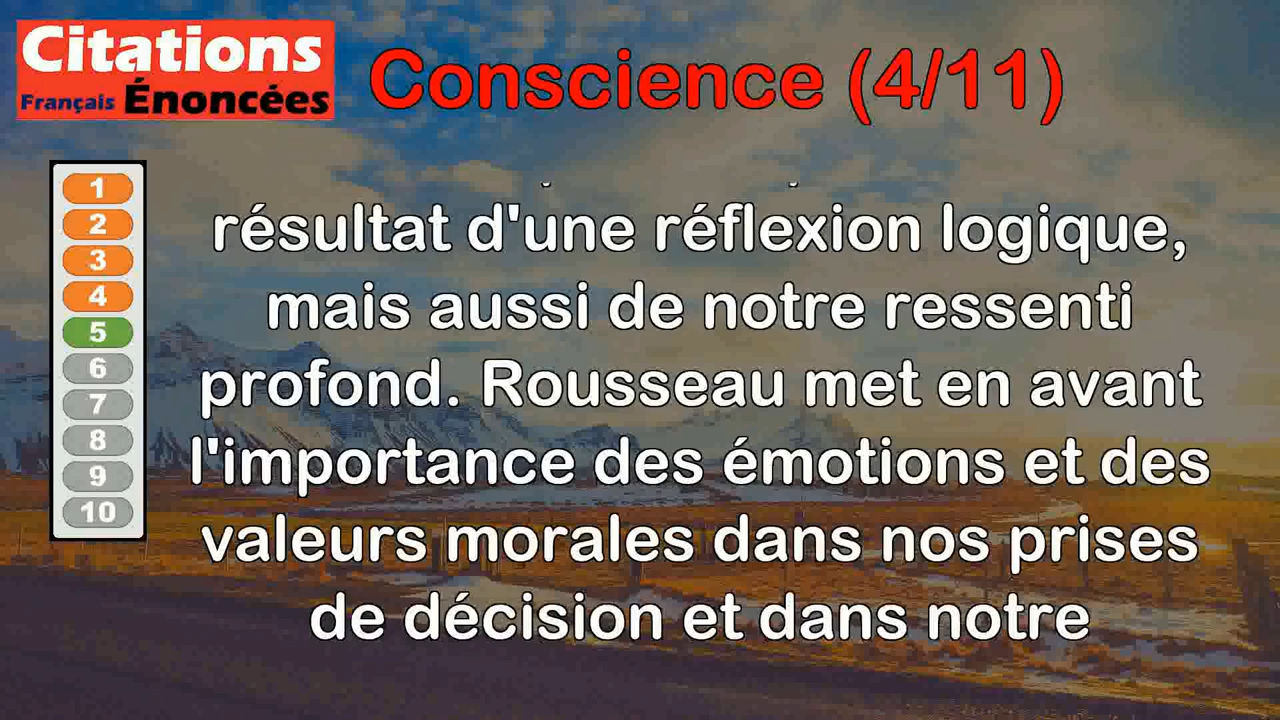 Citations
Français Énoncées
Conscience (4/11)
1
2
3
4
5
6
7
8
9
10
résultat d'une réflexion logique,
mais aussi de notre ressenti
profond. Rousseau met en avant
l'importance des émotions et des
valeurs morales dans nos prises
de décision et dans notre